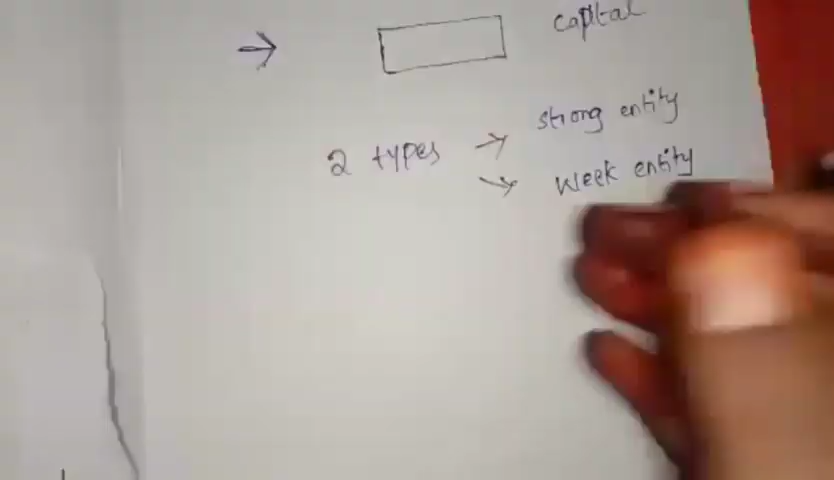 → capital
2 types → strong entity
→ week entity